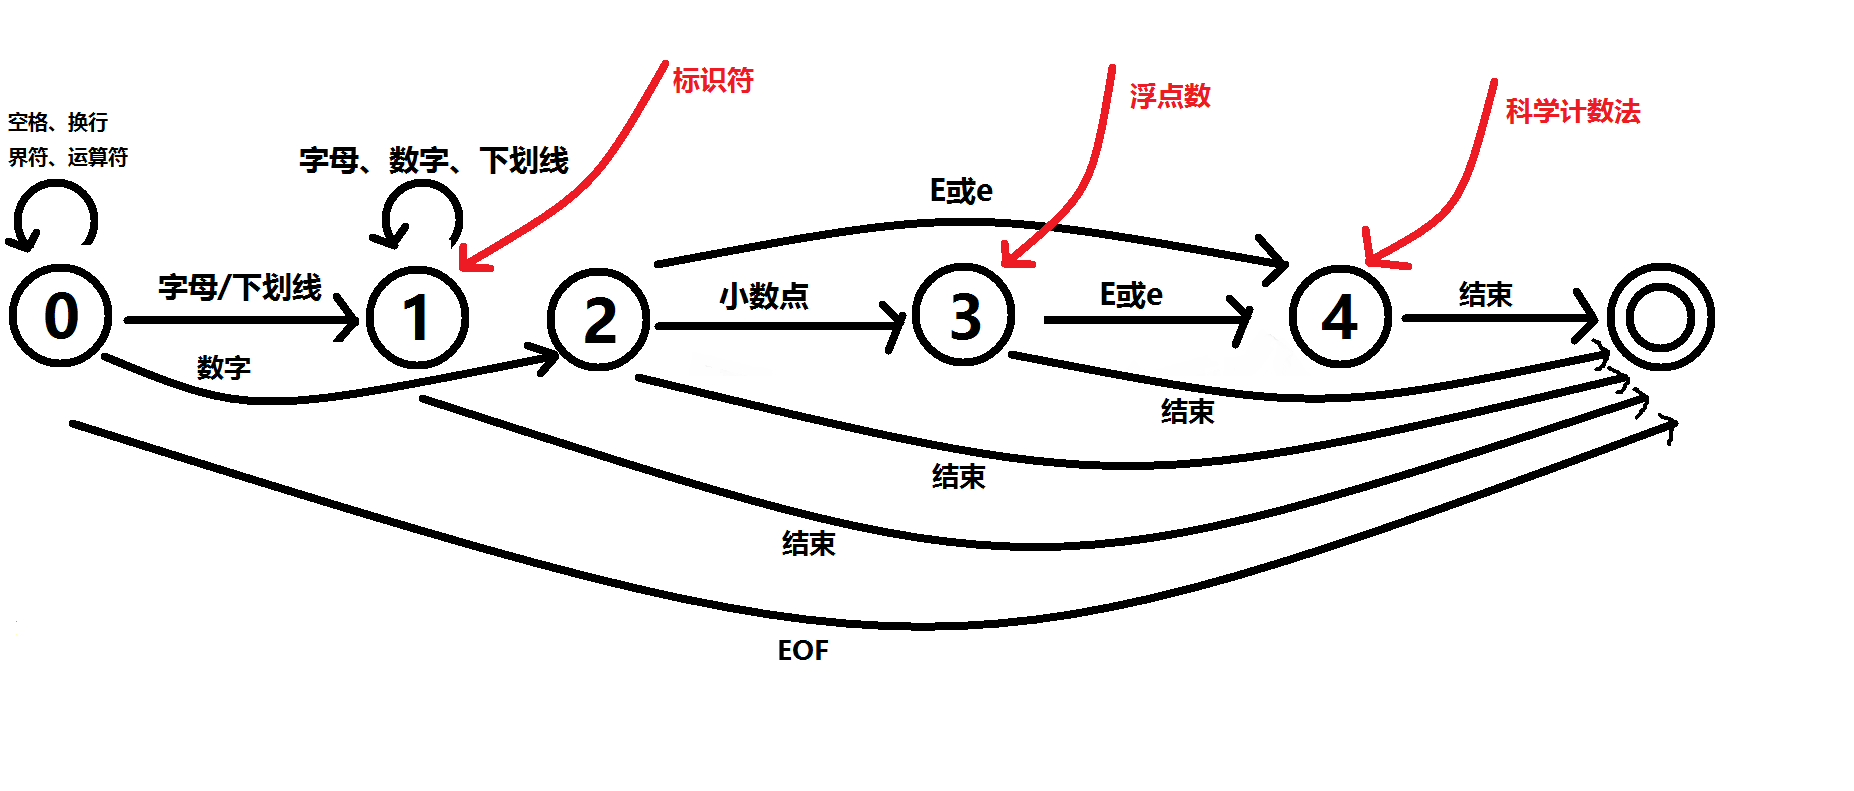 标识符
浮点数
科学计数法
空格、换行
界符、运算符
字母、数字、下划线
E或e
0
字母/下划线
1
2
小数点
3
E或e
4
结束
数字
结束
结束
结束
EOF